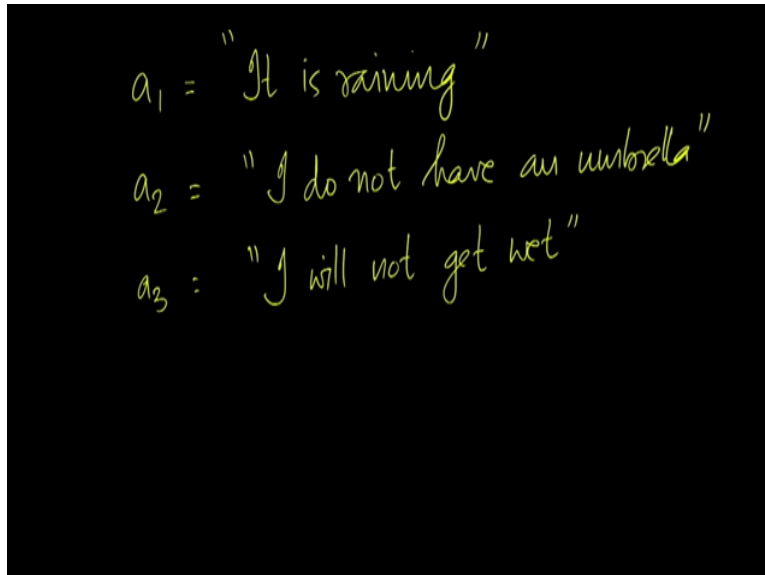 a₁ = "It is raining"
a₂ = "I do not have an umbrella"
a₃ : "I will not get wet"